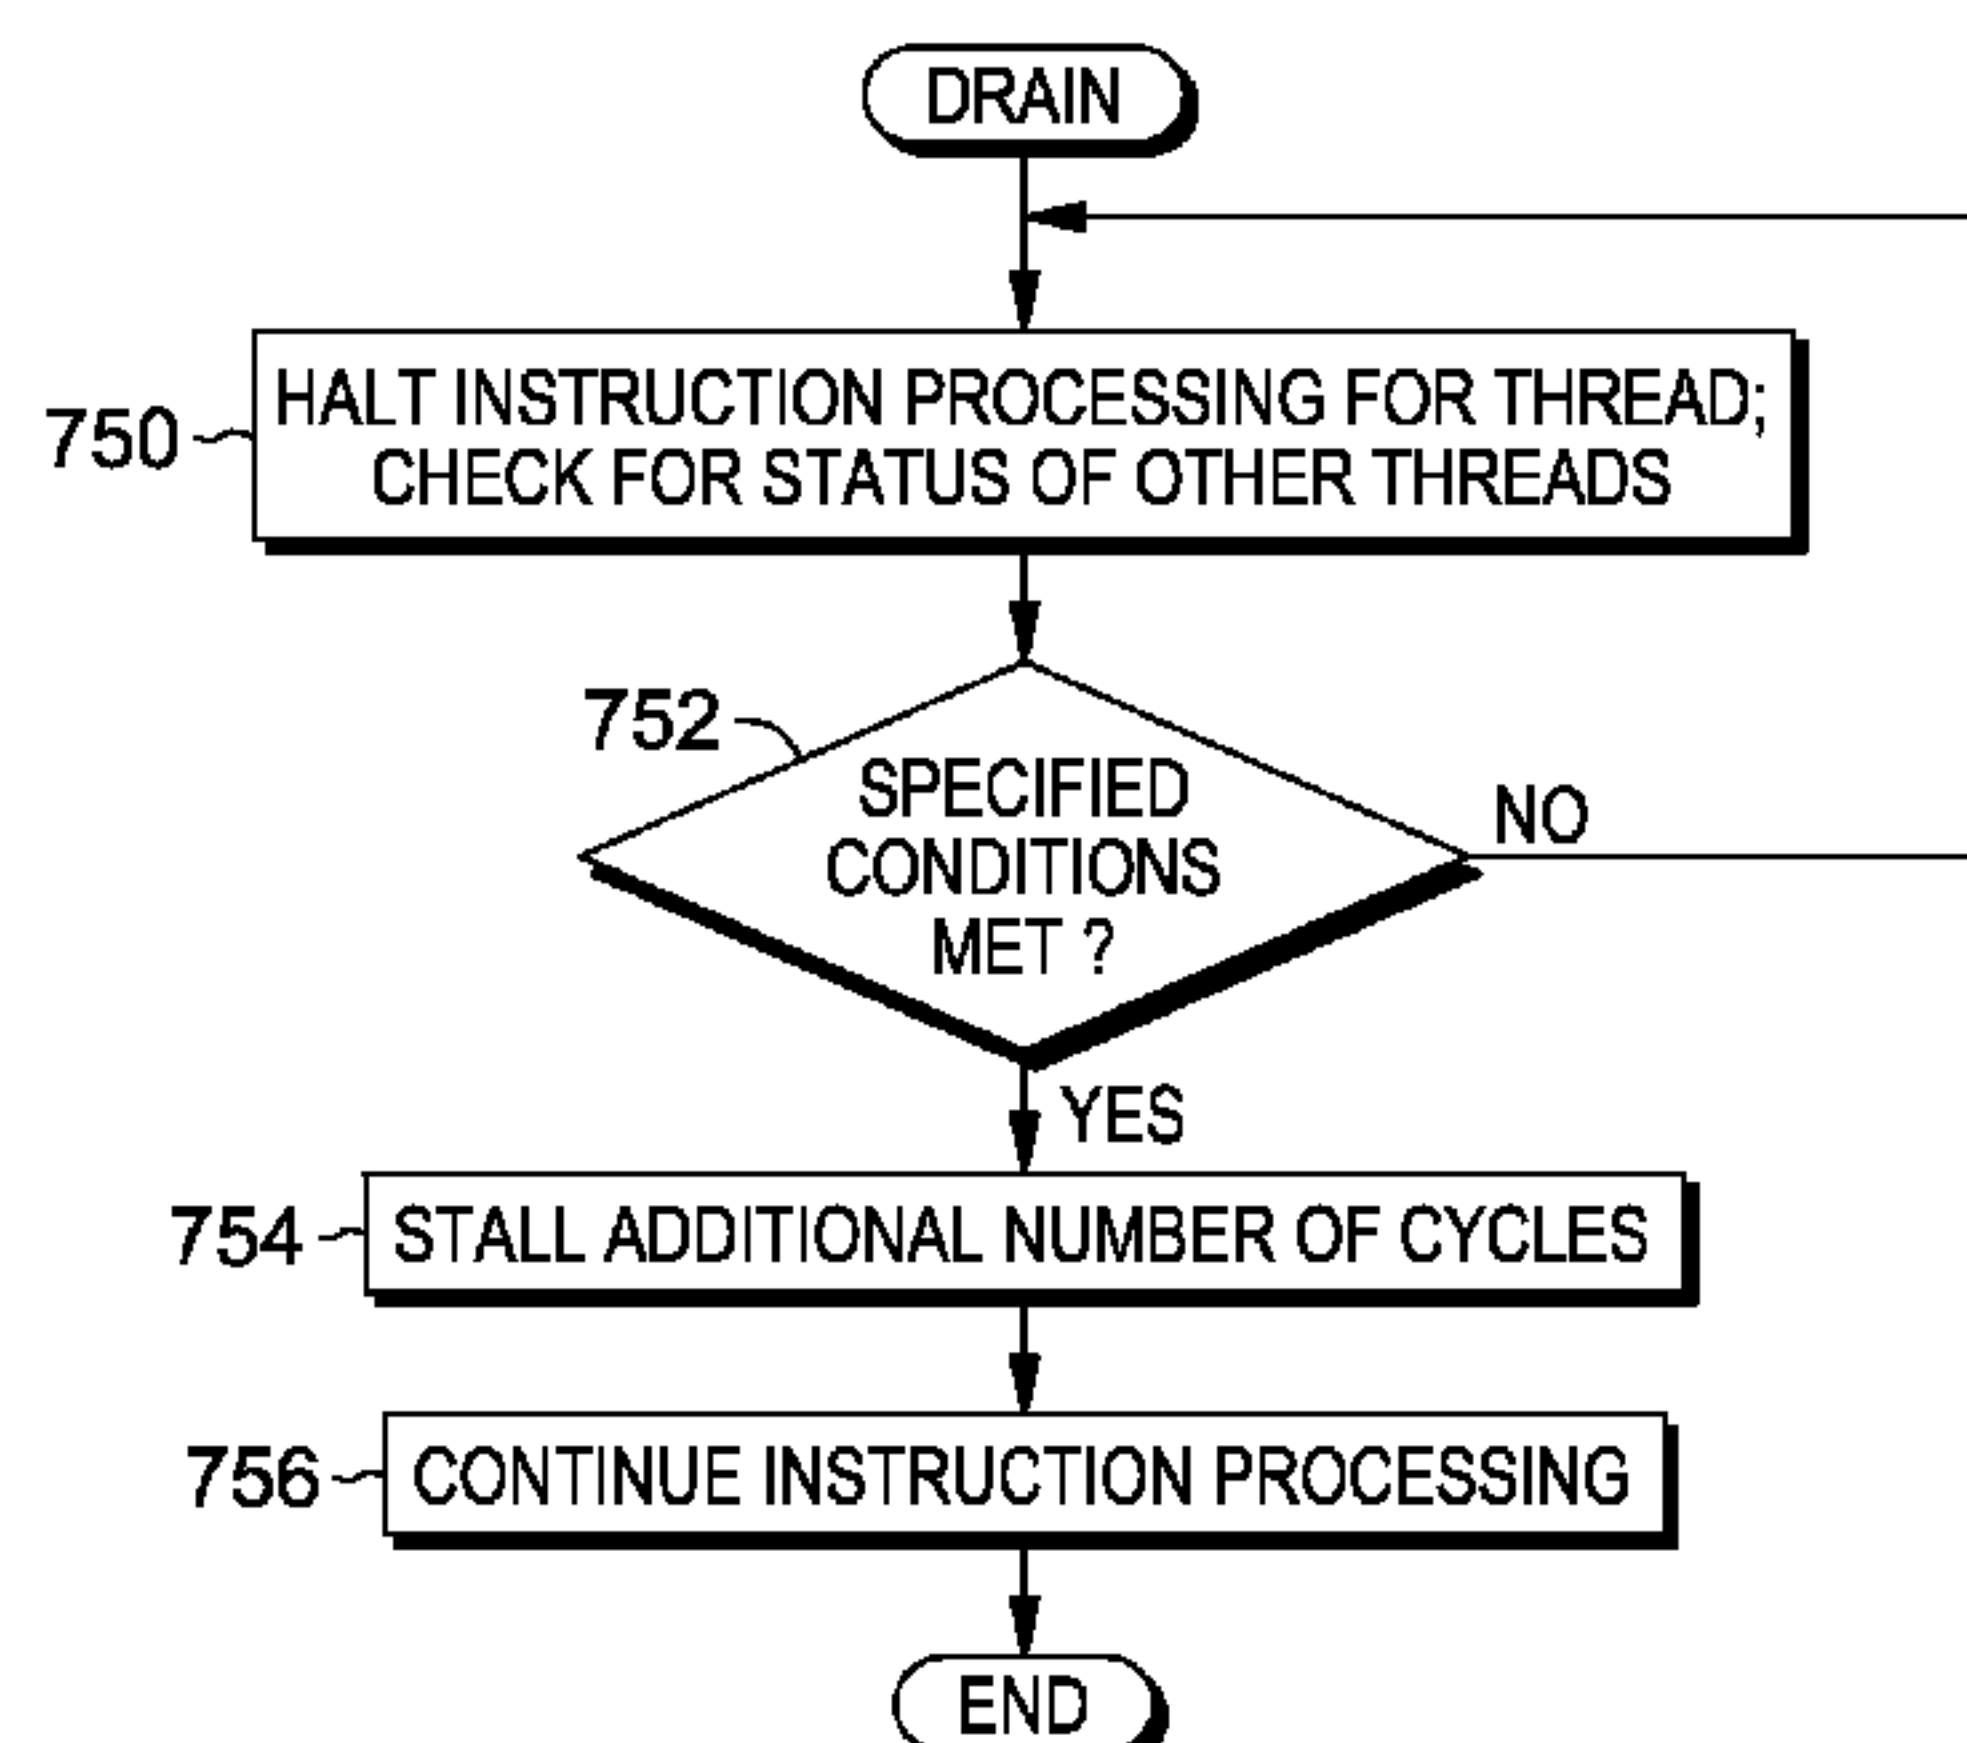 DRAIN
750
HALT INSTRUCTION PROCESSING FOR THREAD;
CHECK FOR STATUS OF OTHER THREADS
752
SPECIFIED
CONDITIONS
MET ?
NO
YES
754
STALL ADDITIONAL NUMBER OF CYCLES
756
CONTINUE INSTRUCTION PROCESSING
END